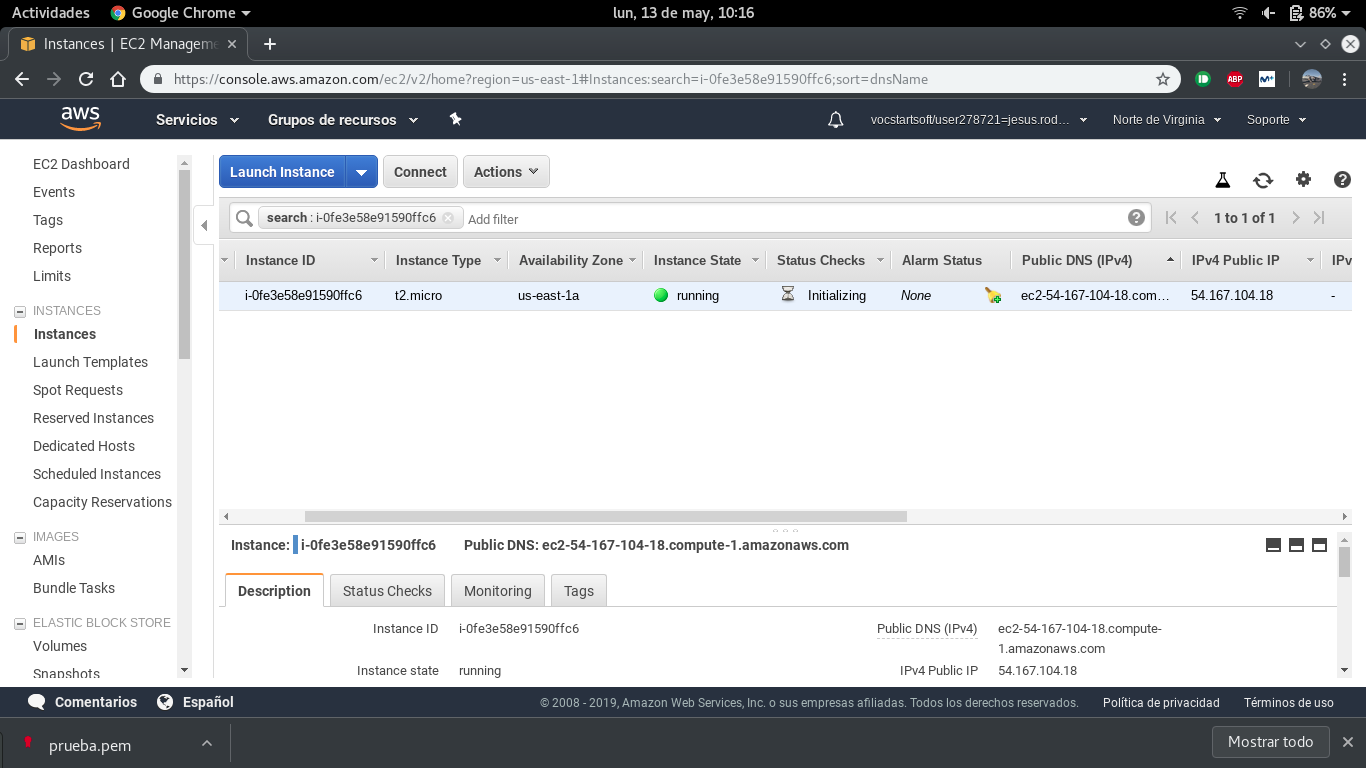 Actividades Google Chrome lun, 13 de may, 10:16 86%
Instances | EC2 Manageme
https://console.aws.amazon.com/ec2/v2/home?region=us-east-1#Instances:search=i-0fe3e58e91590ffc6;sort=dnsName ABP
aws Servicios Grupos de recursos vocstartsoft/user278721=jesus.rod… Norte de Virginia Soporte
EC2 Dashboard
Events
Tags
Reports
Limits
INSTANCES
Instances
Launch Templates
Spot Requests
Reserved Instances
Dedicated Hosts
Scheduled Instances
Capacity Reservations
IMAGES
AMIs
Bundle Tasks
ELASTIC BLOCK STORE
Volumes
Snapshots
Launch Instance Connect Actions
search : i-0fe3e58e91590ffc6 Add filter 1 to 1 of 1
Instance ID Instance Type Availability Zone Instance State Status Checks Alarm Status Public DNS (IPv4) IPv4 Public IP IPv
i-0fe3e58e91590ffc6 t2.micro us-east-1a running Initializing None ec2-54-167-104-18.com… 54.167.104.18 -
Instance: i-0fe3e58e91590ffc6 Public DNS: ec2-54-167-104-18.compute-1.amazonaws.com
Description Status Checks Monitoring Tags
Instance ID i-0fe3e58e91590ffc6 Public DNS (IPv4) ec2-54-167-104-18.compute-
1.amazonaws.com
Instance state running IPv4 Public IP 54.167.104.18
Comentarios Español © 2008 - 2019, Amazon Web Services, Inc. o sus empresas afiliadas. Todos los derechos reservados. Política de privacidad Términos de uso
prueba.pem Mostrar todo